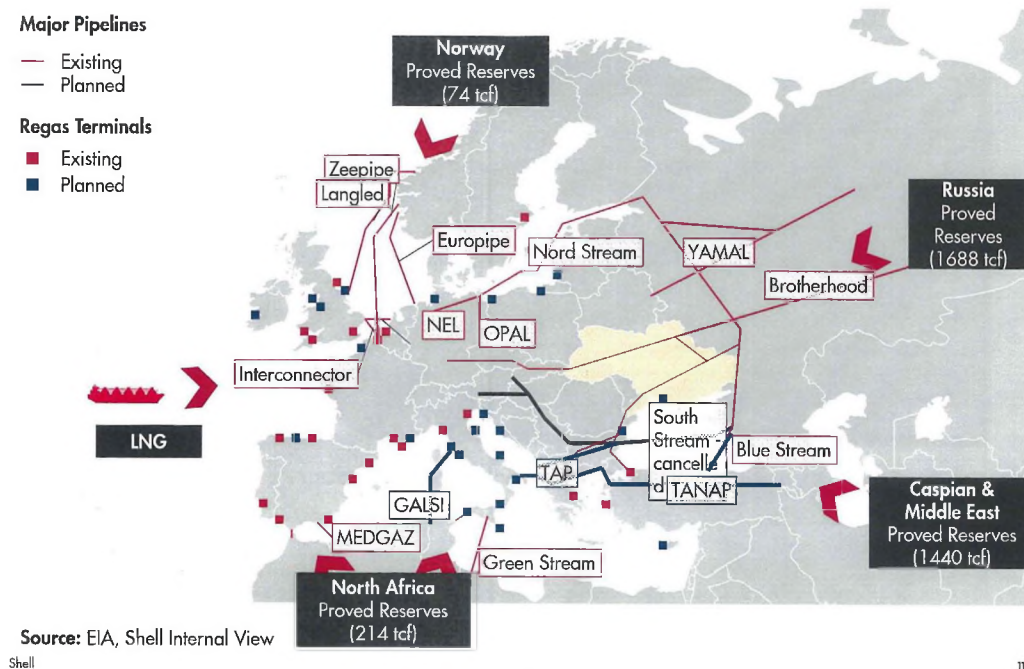 Major Pipelines
Existing
Planned
Regas Terminals
Existing
Planned
Norway
Proved Reserves
(74 tcf)
Zeepipe
Langled
Europipe
Nord Stream
YAMAL
Russia
Proved
Reserves
(1688 tcf)
Brotherhood
NEL
OPAL
Interconnector
LNG
South
Stream -
cancelle
d
Blue Stream
TAP
TANAP
GALSI
MEDGAZ
Green Stream
Caspian &
Middle East
Proved Reserves
(1440 tcf)
North Africa
Proved Reserves
(214 tcf)
Source: EIA, Shell Internal View
Shell
11